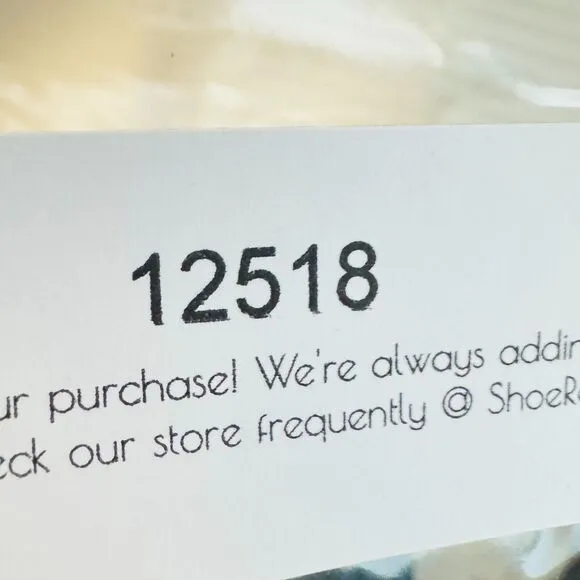 12518
ur purchase! We're always addin
eck our store frequently @ ShoeR